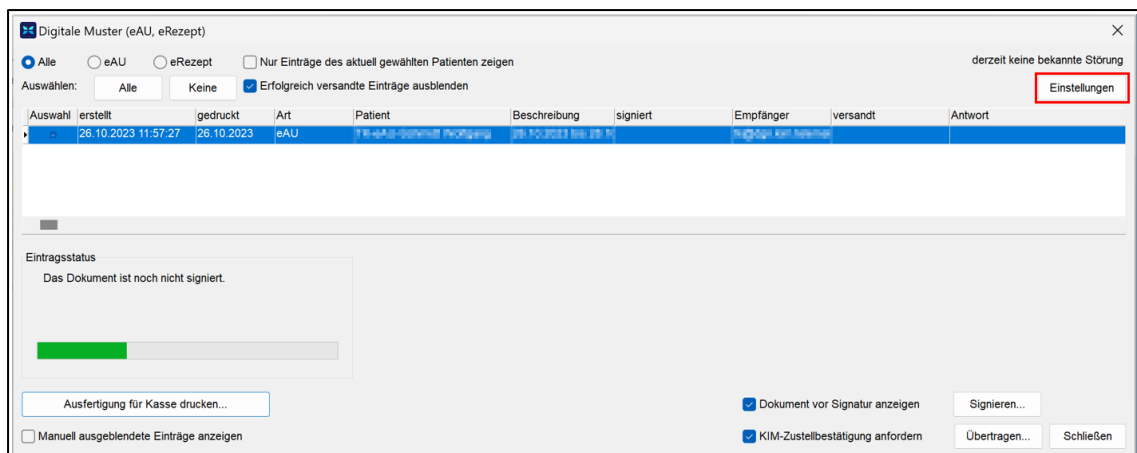 Digitale Muster (eAU, eRezept)
Alle eAU eRezept Nur Einträge des aktuell gewählten Patienten zeigen derzeit keine bekannte Störung
Auswählen: Alle Keine Erfolgreich versandte Einträge ausblenden Einstellungen
Auswahl erstellt gedruckt Art Patient Beschreibung signiert Empfänger versandt Antwort
26.10.2023 11:57:27 26.10.2023 eAU
Eintragsstatus
Das Dokument ist noch nicht signiert.
Ausfertigung für Kasse drucken... Dokument vor Signatur anzeigen Signieren...
Manuell ausgeblendete Einträge anzeigen KIM-Zustellbestätigung anfordern Übertragen... Schließen